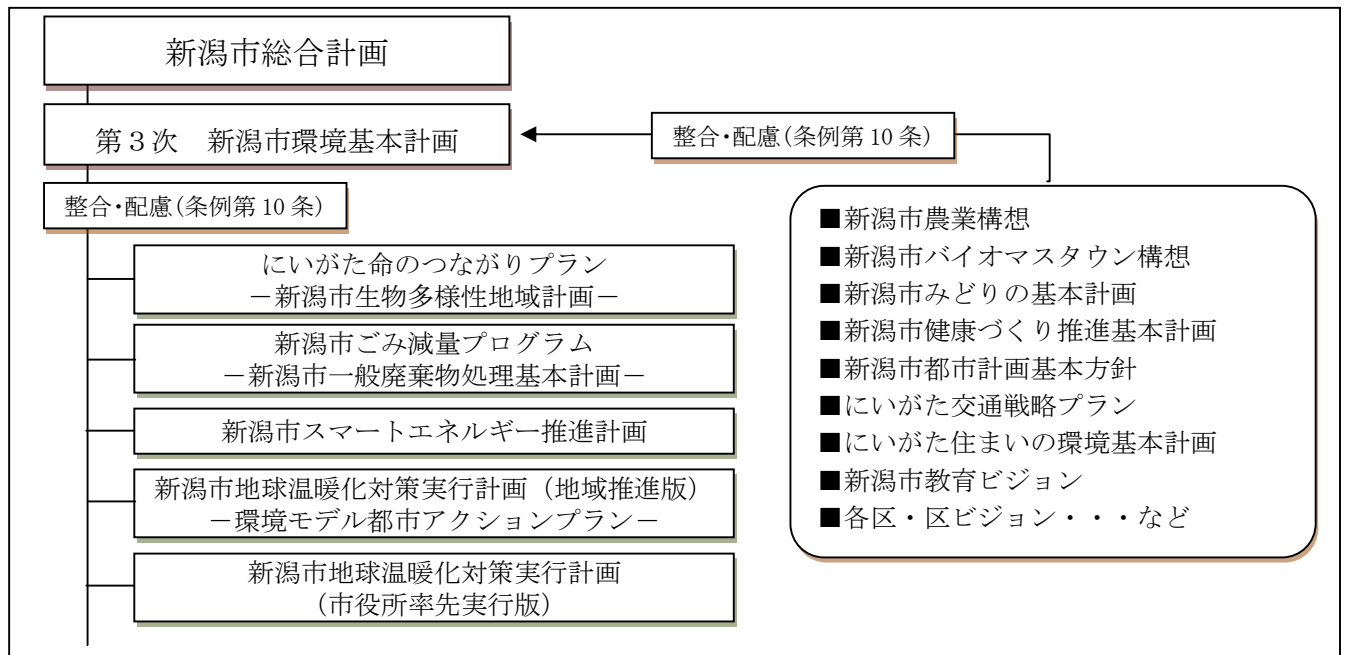 新潟市総合計画
第３次　新潟市環境基本計画
整合・配慮（条例第 10 条）
整合・配慮（条例第 10 条）
にいがた命のつながりプラン
－新潟市生物多様性地域計画－
新潟市ごみ減量プログラム
－新潟市一般廃棄物処理基本計画－
新潟市スマートエネルギー推進計画
新潟市地球温暖化対策実行計画（地域推進版）
－環境モデル都市アクションプラン－
新潟市地球温暖化対策実行計画
（市役所率先実行版）
■新潟市農業構想
■新潟市バイオマスタウン構想
■新潟市みどりの基本計画
■新潟市健康づくり推進基本計画
■新潟市都市計画基本方針
■にいがた交通戦略プラン
■にいがた住まいの環境基本計画
■新潟市教育ビジョン
■各区・区ビジョン・・・など